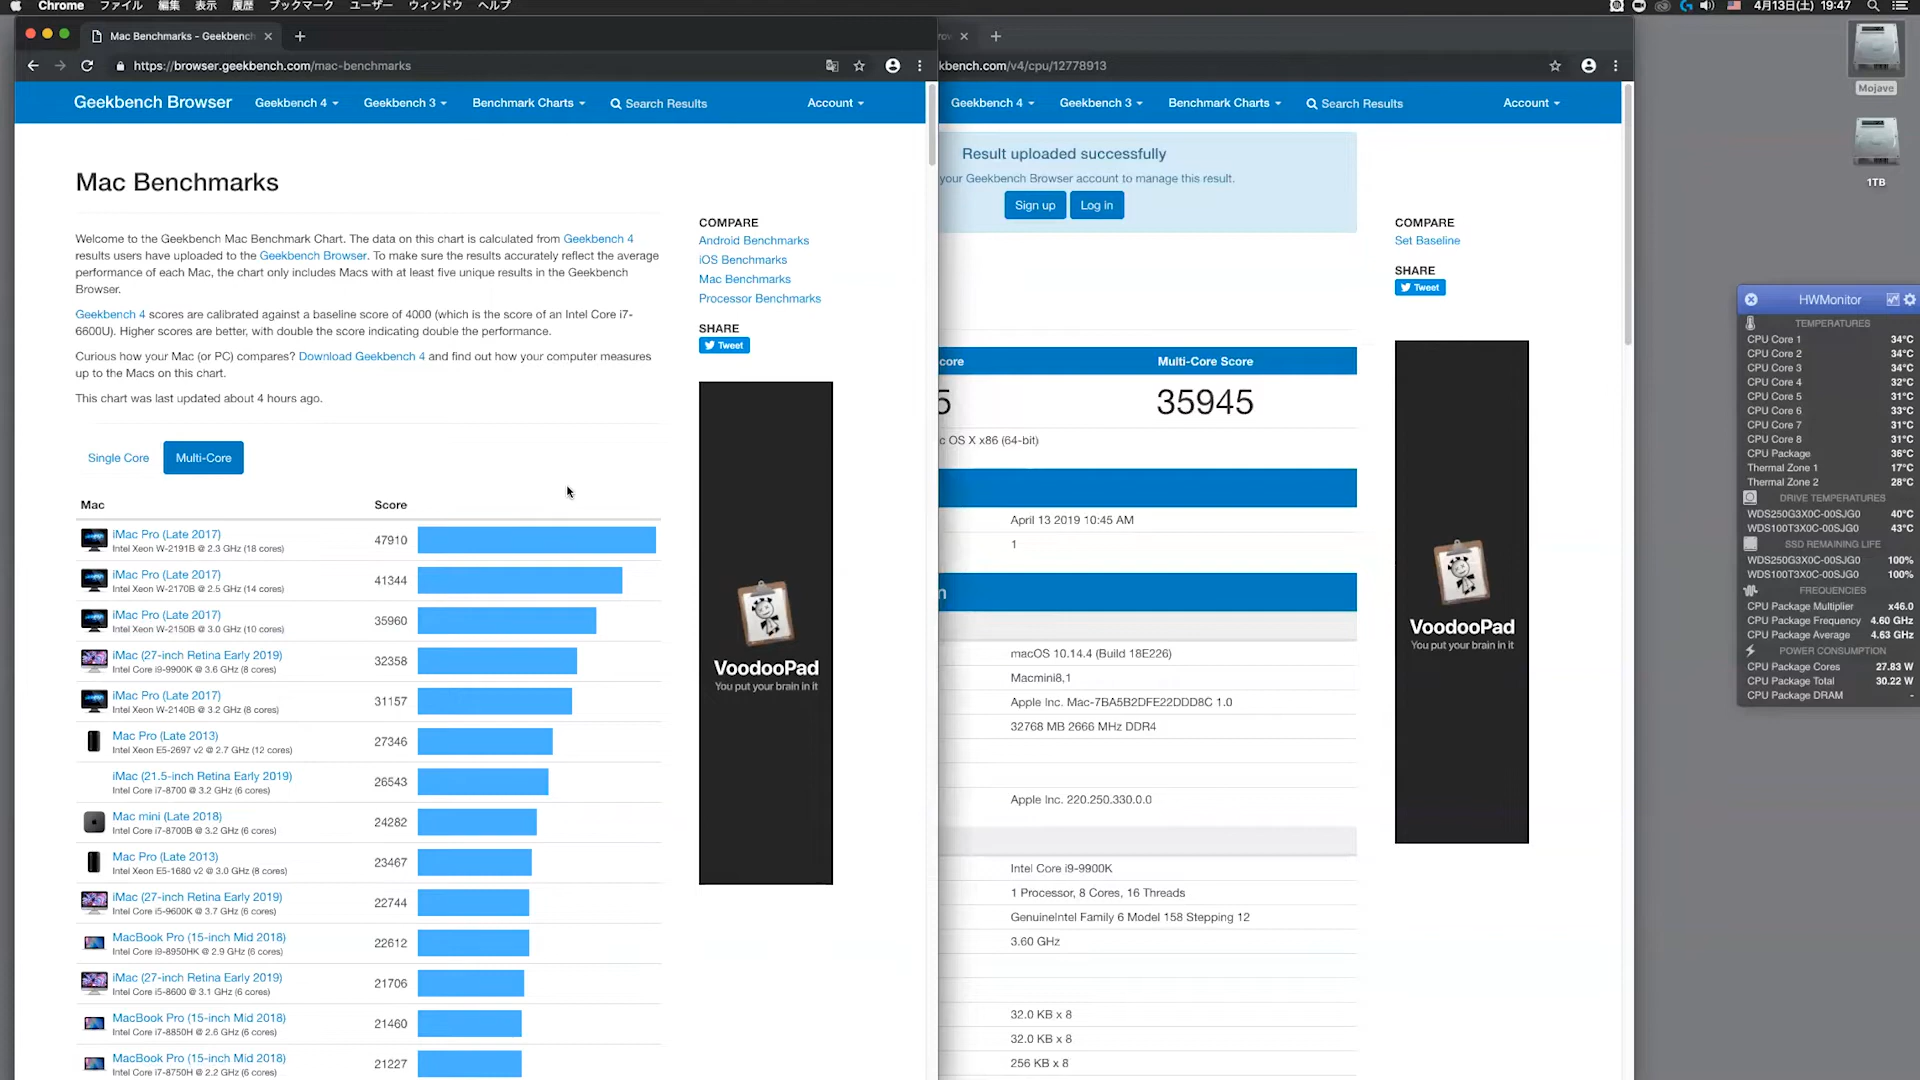 Chrome ファイル 編集 表示 履歴 ブックマーク ユーザー ウィンドウ ヘルプ
4月13日(土) 19:47
Mac Benchmarks - Geekbench
https://browser.geekbench.com/mac-benchmarks
Geekbench Browser Geekbench 4 Geekbench 3 Benchmark Charts Search Results Account
Mac Benchmarks
Welcome to the Geekbench Mac Benchmark Chart. The data on this chart is calculated from Geekbench 4
results users have uploaded to the Geekbench Browser. To make sure the results accurately reflect the average
performance of each Mac, the chart only includes Macs with at least five unique results in the Geekbench
Browser.
Geekbench 4 scores are calibrated against a baseline score of 4000 (which is the score of an Intel Core i7-
6600U). Higher scores are better, with double the score indicating double the performance.
Curious how your Mac (or PC) compares? Download Geekbench 4 and find out how your computer measures
up to the Macs on this chart.
This chart was last updated about 4 hours ago.
Single Core Multi-Core
Mac Score
iMac Pro (Late 2017)
Intel Xeon W-2191B @ 2.3 GHz (18 cores)
47910
iMac Pro (Late 2017)
Intel Xeon W-2170B @ 2.5 GHz (14 cores)
41344
iMac Pro (Late 2017)
Intel Xeon W-2150B @ 3.0 GHz (10 cores)
35960
iMac (27-inch Retina Early 2019)
Intel Core i9-9900K @ 3.6 GHz (8 cores)
32358
iMac Pro (Late 2017)
Intel Xeon W-2140B @ 3.2 GHz (8 cores)
31157
Mac Pro (Late 2013)
Intel Xeon E5-2697 v2 @ 2.7 GHz (12 cores)
27346
iMac (21.5-inch Retina Early 2019)
Intel Core i7-8700 @ 3.2 GHz (6 cores)
26543
Mac mini (Late 2018)
Intel Core i7-8700B @ 3.2 GHz (6 cores)
24282
Mac Pro (Late 2013)
Intel Xeon E5-1680 v2 @ 3.0 GHz (8 cores)
23467
iMac (27-inch Retina Early 2019)
Intel Core i5-9600K @ 3.7 GHz (6 cores)
22744
MacBook Pro (15-inch Mid 2018)
Intel Core i9-8950HK @ 2.9 GHz (6 cores)
22612
iMac (27-inch Retina Early 2019)
Intel Core i5-8600 @ 3.1 GHz (6 cores)
21706
MacBook Pro (15-inch Mid 2018)
Intel Core i7-8850H @ 2.6 GHz (6 cores)
21460
MacBook Pro (15-inch Mid 2018)
Intel Core i7-8750H @ 2.2 GHz (6 cores)
21227
COMPARE
Android Benchmarks
iOS Benchmarks
Mac Benchmarks
Processor Benchmarks
SHARE
Tweet
VoodooPad
You put your brain in it
kbench.com/v4/cpu/12778913
Geekbench 4 Geekbench 3 Benchmark Charts Search Results Account
Result uploaded successfully
your Geekbench Browser account to manage this result.
Sign up Log in
core Multi-Core Score
5 35945
c OS X x86 (64-bit)
April 13 2019 10:45 AM
1
n
macOS 10.14.4 (Build 18E226)
Macmini8,1
Apple Inc. Mac-7BA5B2DFE22DDD8C 1.0
32768 MB 2666 MHz DDR4
Apple Inc. 220.250.330.0.0
Intel Core i9-9900K
1 Processor, 8 Cores, 16 Threads
GenuineIntel Family 6 Model 158 Stepping 12
3.60 GHz
32.0 KB x 8
32.0 KB x 8
256 KB x 8
COMPARE
Set Baseline
SHARE
Tweet
VoodooPad
You put your brain in it
Mojave
1TB
HWMonitor
TEMPERATURES
CPU Core 1 34°C
CPU Core 2 34°C
CPU Core 3 34°C
CPU Core 4 32°C
CPU Core 5 31°C
CPU Core 6 33°C
CPU Core 7 31°C
CPU Core 8 31°C
CPU Package 36°C
Thermal Zone 1 17°C
Thermal Zone 2 28°C
DRIVE TEMPERATURES
WDS250G3X0C-00SJG0 40°C
WDS100T3X0C-00SJG0 43°C
SSD REMAINING LIFE
WDS250G3X0C-00SJG0 100%
WDS100T3X0C-00SJG0 100%
FREQUENCIES
CPU Package Multiplier x46.0
CPU Package Frequency 4.60 GHz
CPU Package Average 4.63 GHz
POWER CONSUMPTION
CPU Package Cores 27.83 W
CPU Package Total 30.22 W
CPU Package DRAM -